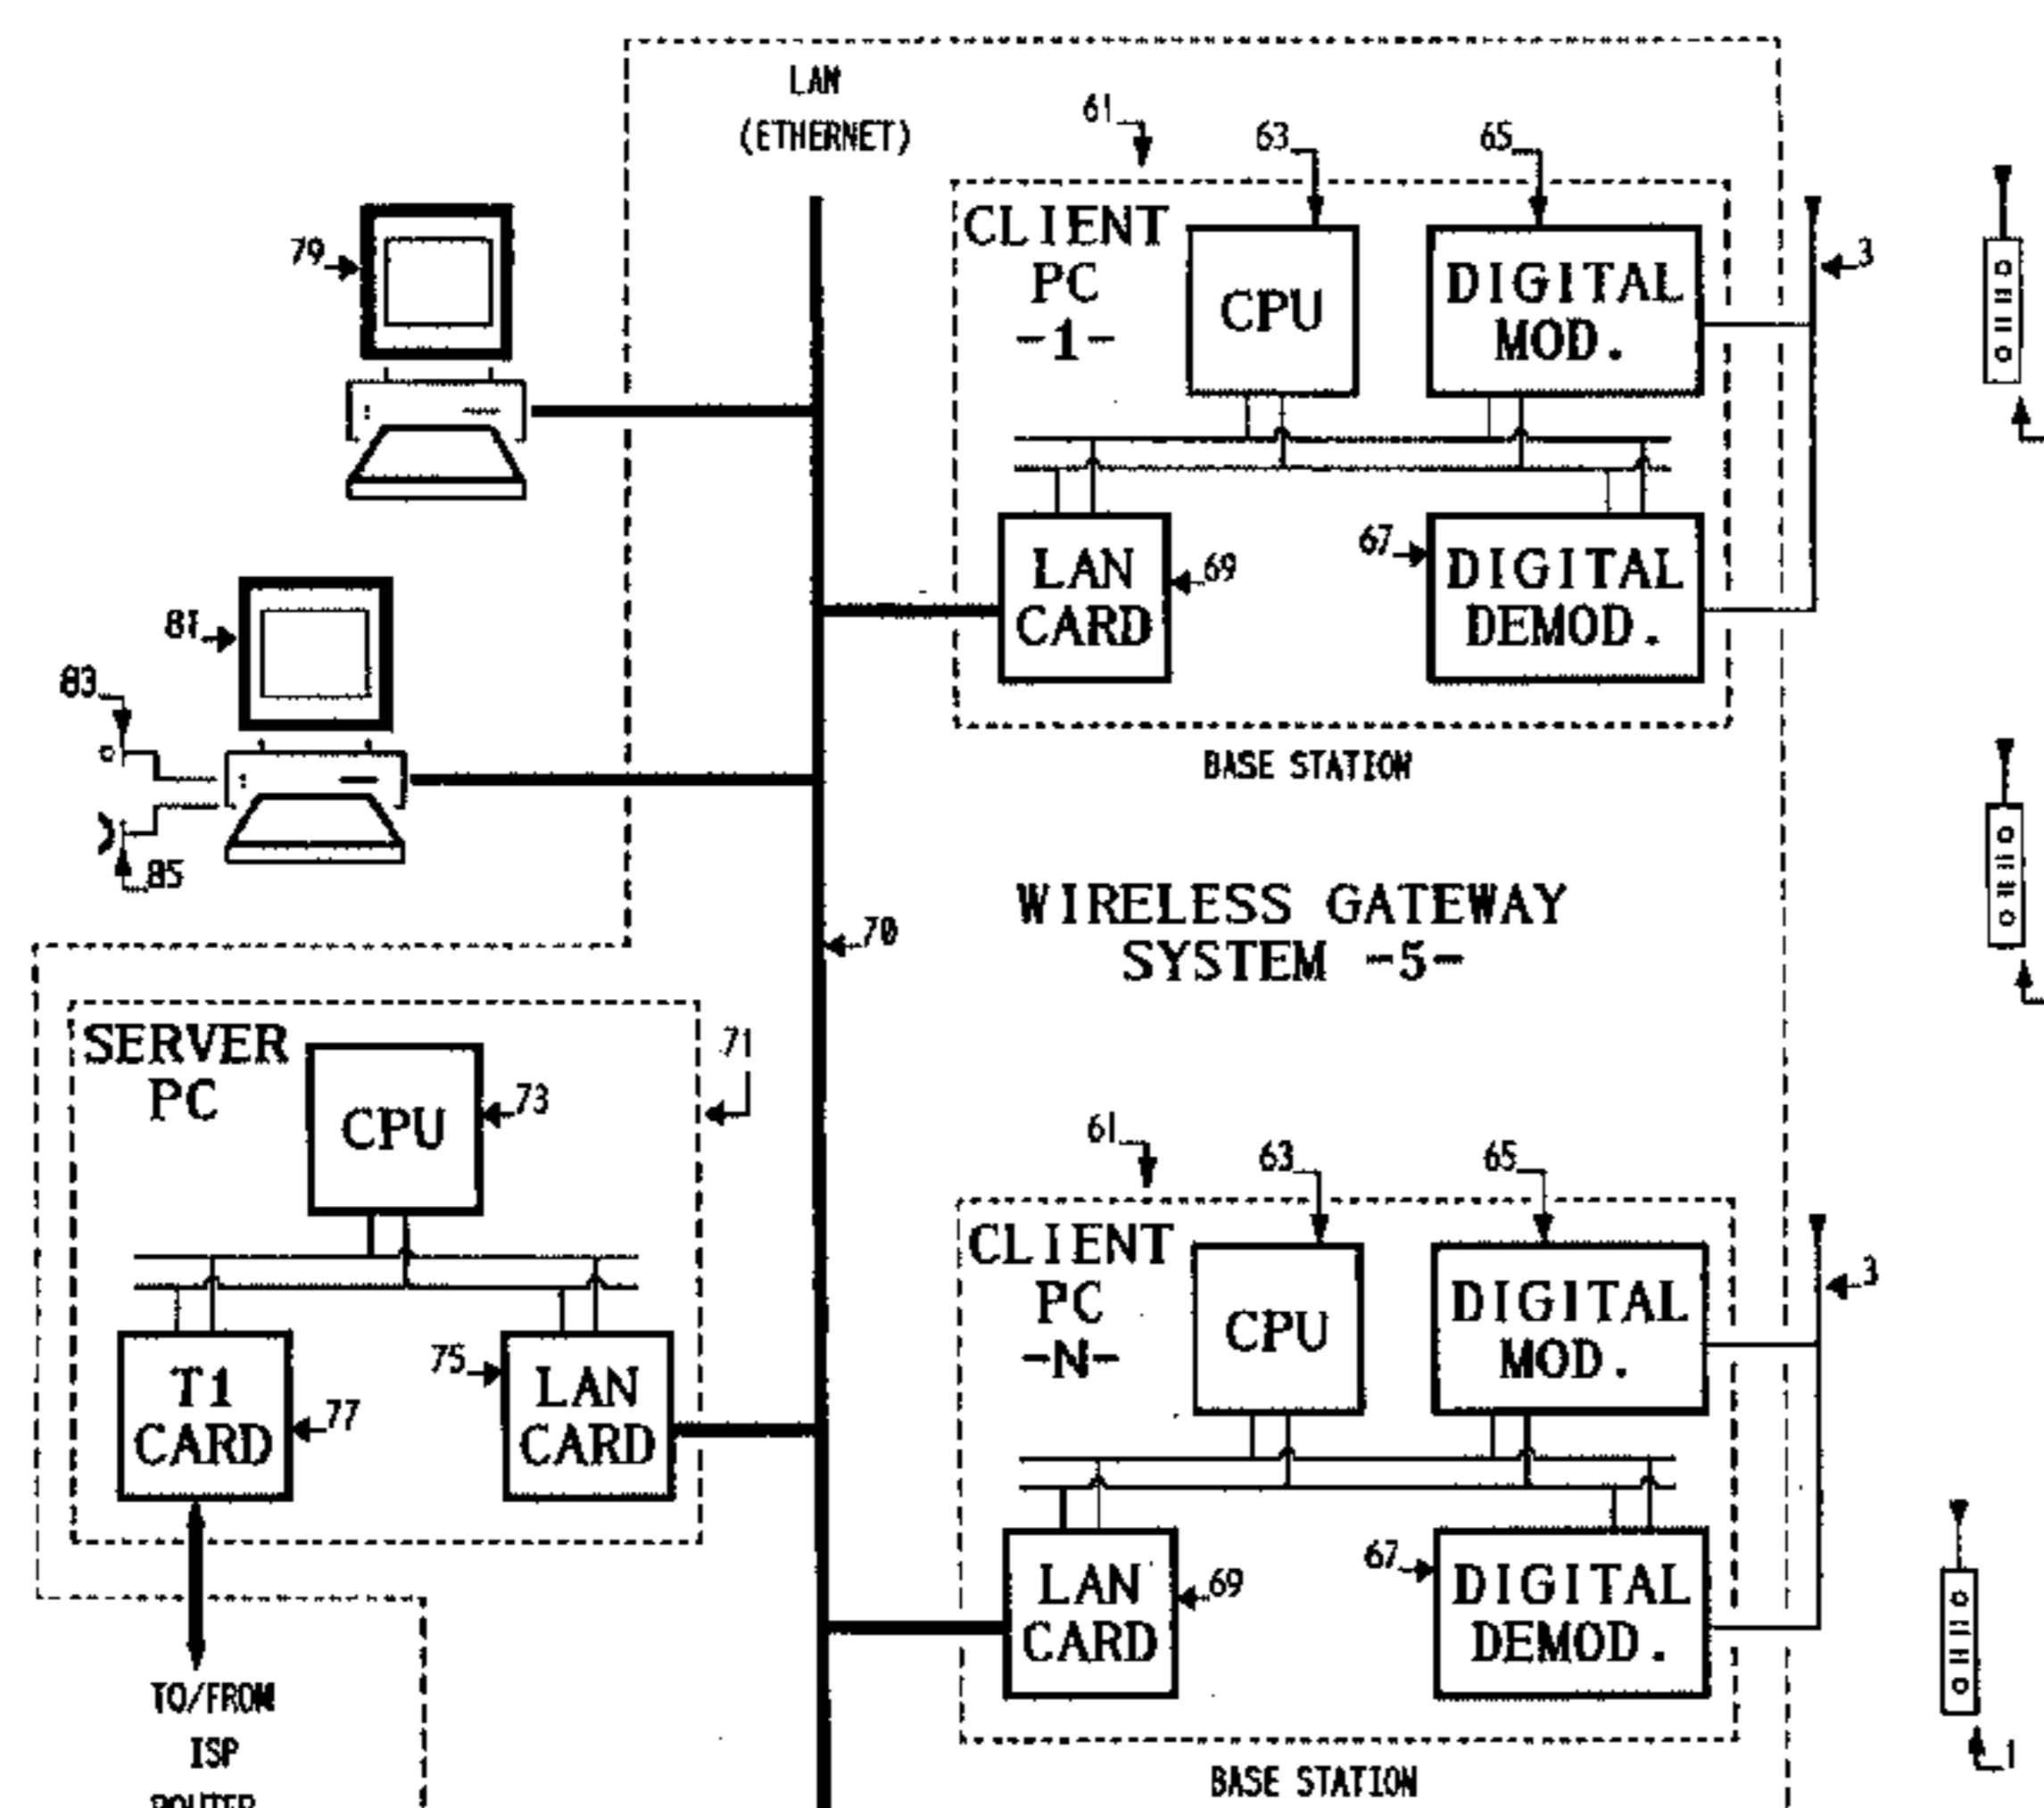 LAN
(ETHERNET)
61
63
65
CLIENT
PC
-1-
CPU
DIGITAL
MOD.
3
79
LAN
CARD
69
67
DIGITAL
DEMOD.
81
83
85
BASE STATION
WIRELESS GATEWAY
SYSTEM -5-
70
SERVER
PC
CPU
73
71
T1
CARD
77
75
LAN
CARD
61
63
65
CLIENT
PC
-N-
CPU
DIGITAL
MOD.
3
LAN
CARD
69
67
DIGITAL
DEMOD.
1
BASE STATION
TO/FROM
ISP
ROUTER